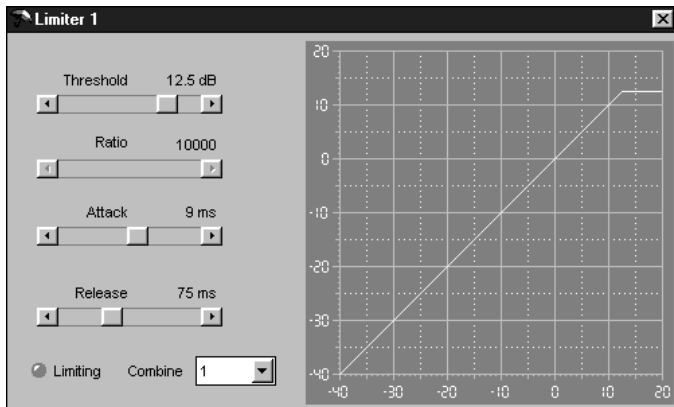 Limiter 1
Threshold 12.5 dB
Ratio 10000
Attack 9 ms
Release 75 ms
Limiting Combine 1
20
10
0
-10
-20
-30
-40
-40 -30 -20 -10 0 10 20